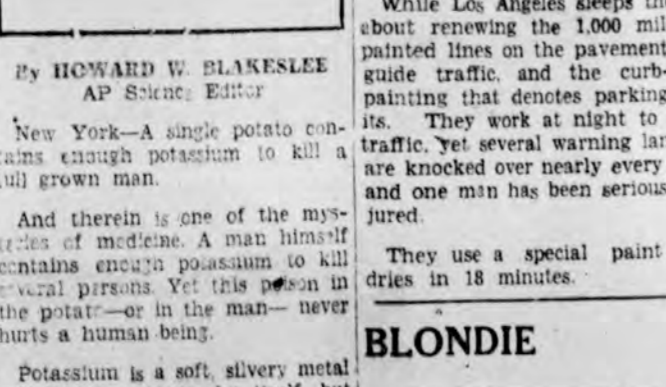 By HOWARD W. BLAKESLEE
AP Science Editor
New York—A single potato con-
tains enough potassium to kill a
full grown man.
And therein is one of the mys-
teries of medicine. A man himself
contains enough potassium to kill
several persons. Yet this poison in
the potato—or in the man— never
hurts a human being.
Potassium is a soft, silvery metal
While Los Angeles sleeps
about renewing the 1,000 mil
painted lines on the pavement
guide traffic, and the curb-
painting that denotes parking
its. They work at night to
traffic. Yet several warning lan
are knocked over nearly every
and one man has been serious
jured.
They use a special paint
dries in 18 minutes.
BLONDIE